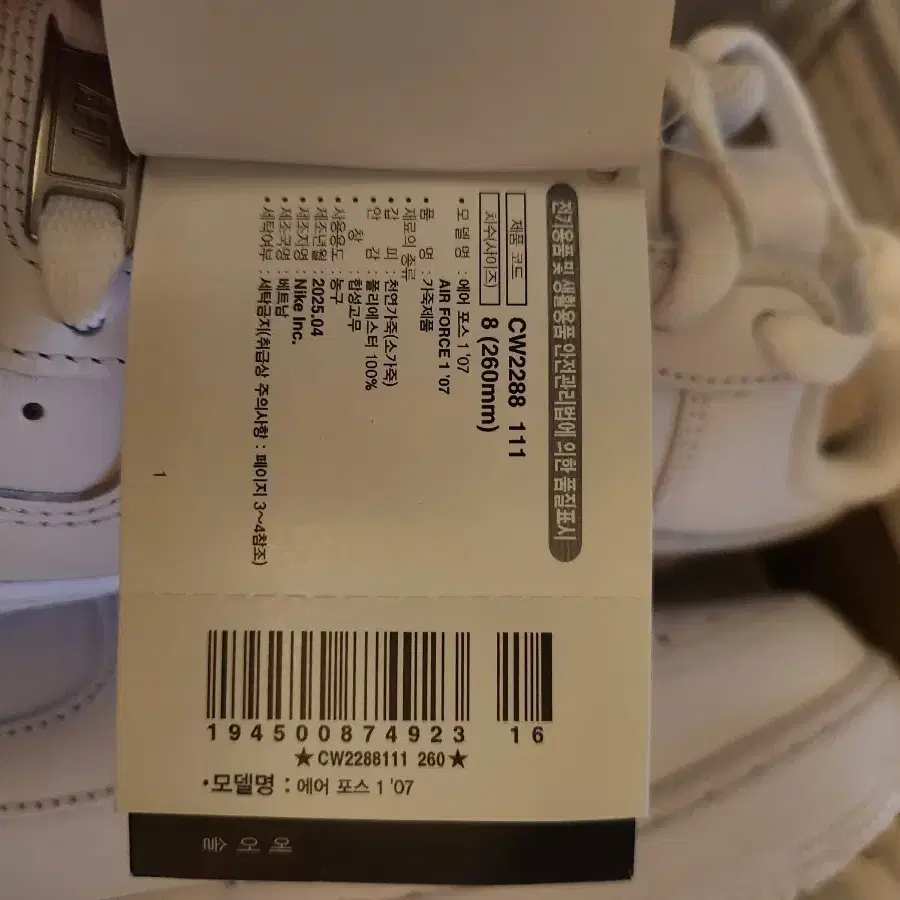 전기용품 및 생활용품 안전관리법에 의한 품질표시
제품 코드 CW2288 111
치수(사이즈) 8 (260mm)
• 모델명 : 에어 포스 1 '07
AIR FORCE 1 '07
• 품 명 : 가죽제품
• 재료의 종류
• 갑 피 : 천연가죽(소가죽)
• 안 감 : 폴리에스터 100%
• 창 : 합성고무
• 사용용도 : 농구
• 제조년월 : 2025.04
• 제조자명 : Nike Inc.
• 제조국명 : 베트남
• 세탁여부 : 세탁금지(취급상 주의사항 : 페이지 3~4참조)
1
194500874923 16
★CW2288111 260★
•모델명 : 에어 포스 1 '07
에어솔
AF1